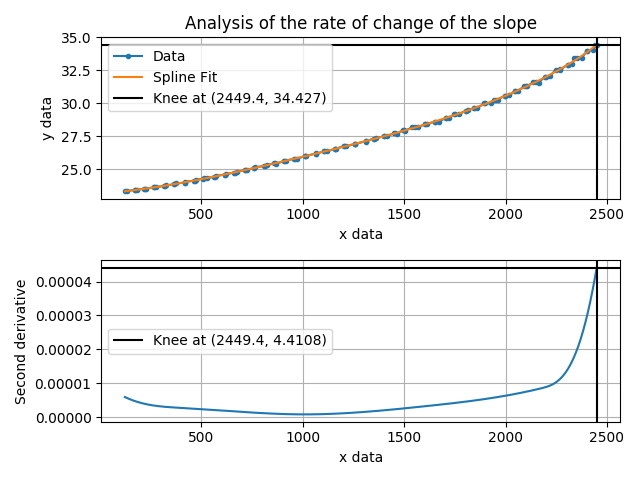 Analysis of the rate of change of the slope
35.0
32.5
30.0
27.5
25.0
y data
Data
Spline Fit
Knee at (2449.4, 34.427)
500 1000 1500 2000 2500
x data
0.00004
0.00003
0.00002
0.00001
0.00000
Second derivative
Knee at (2449.4, 4.4108)
500 1000 1500 2000 2500
x data